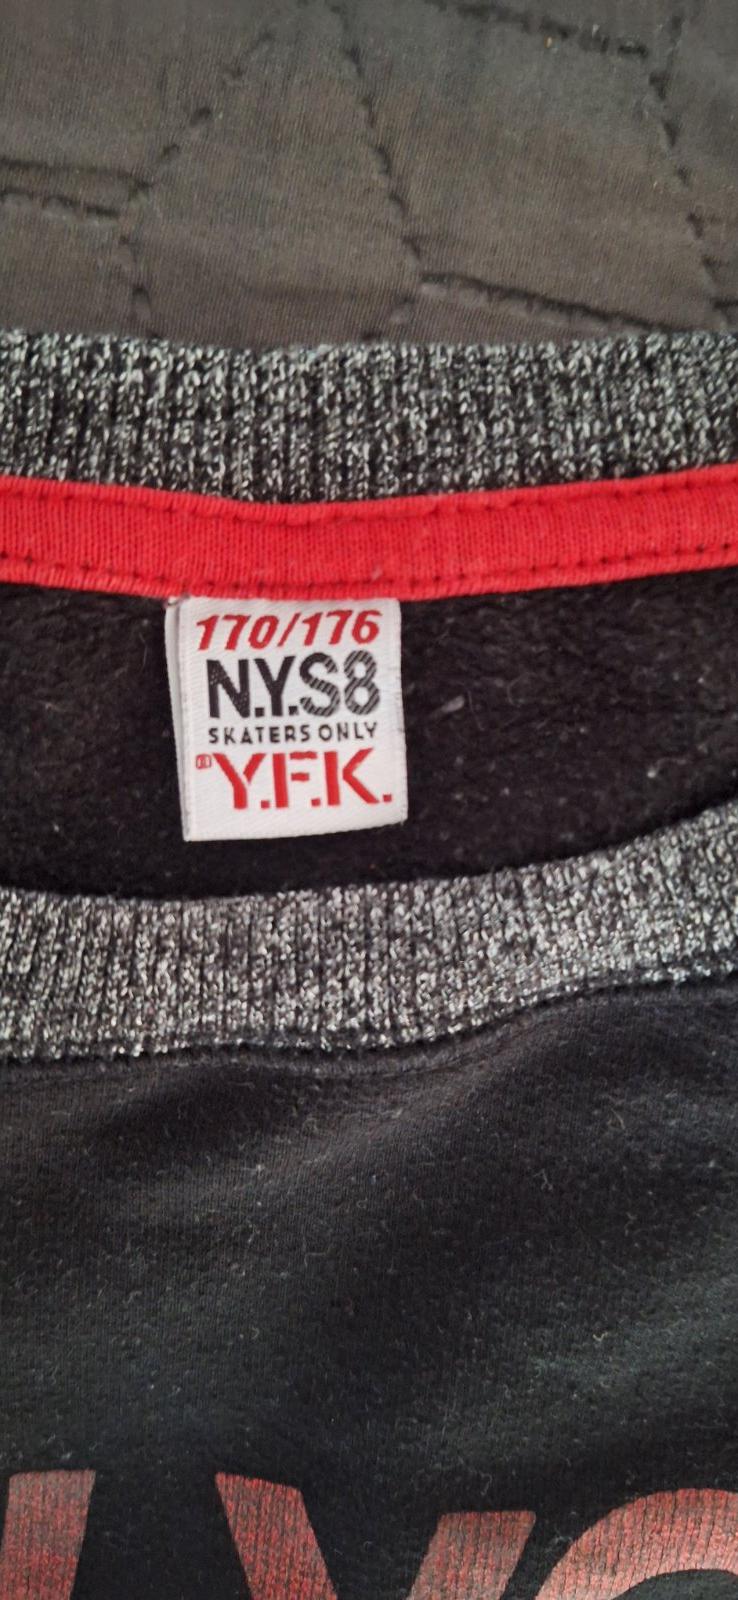 170/176
N.Y.S8
SKATERS ONLY
Y.F.K.